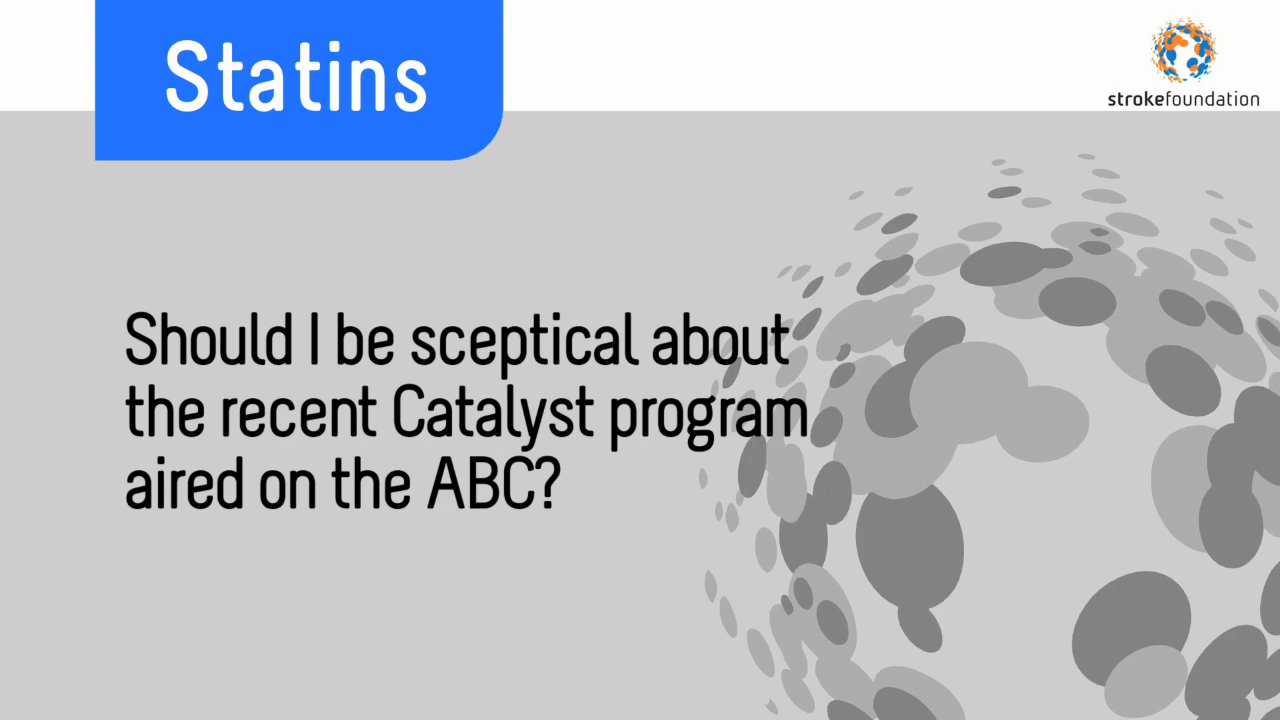 Statins
strokefoundation
Should I be sceptical about
the recent Catalyst program
aired on the ABC?